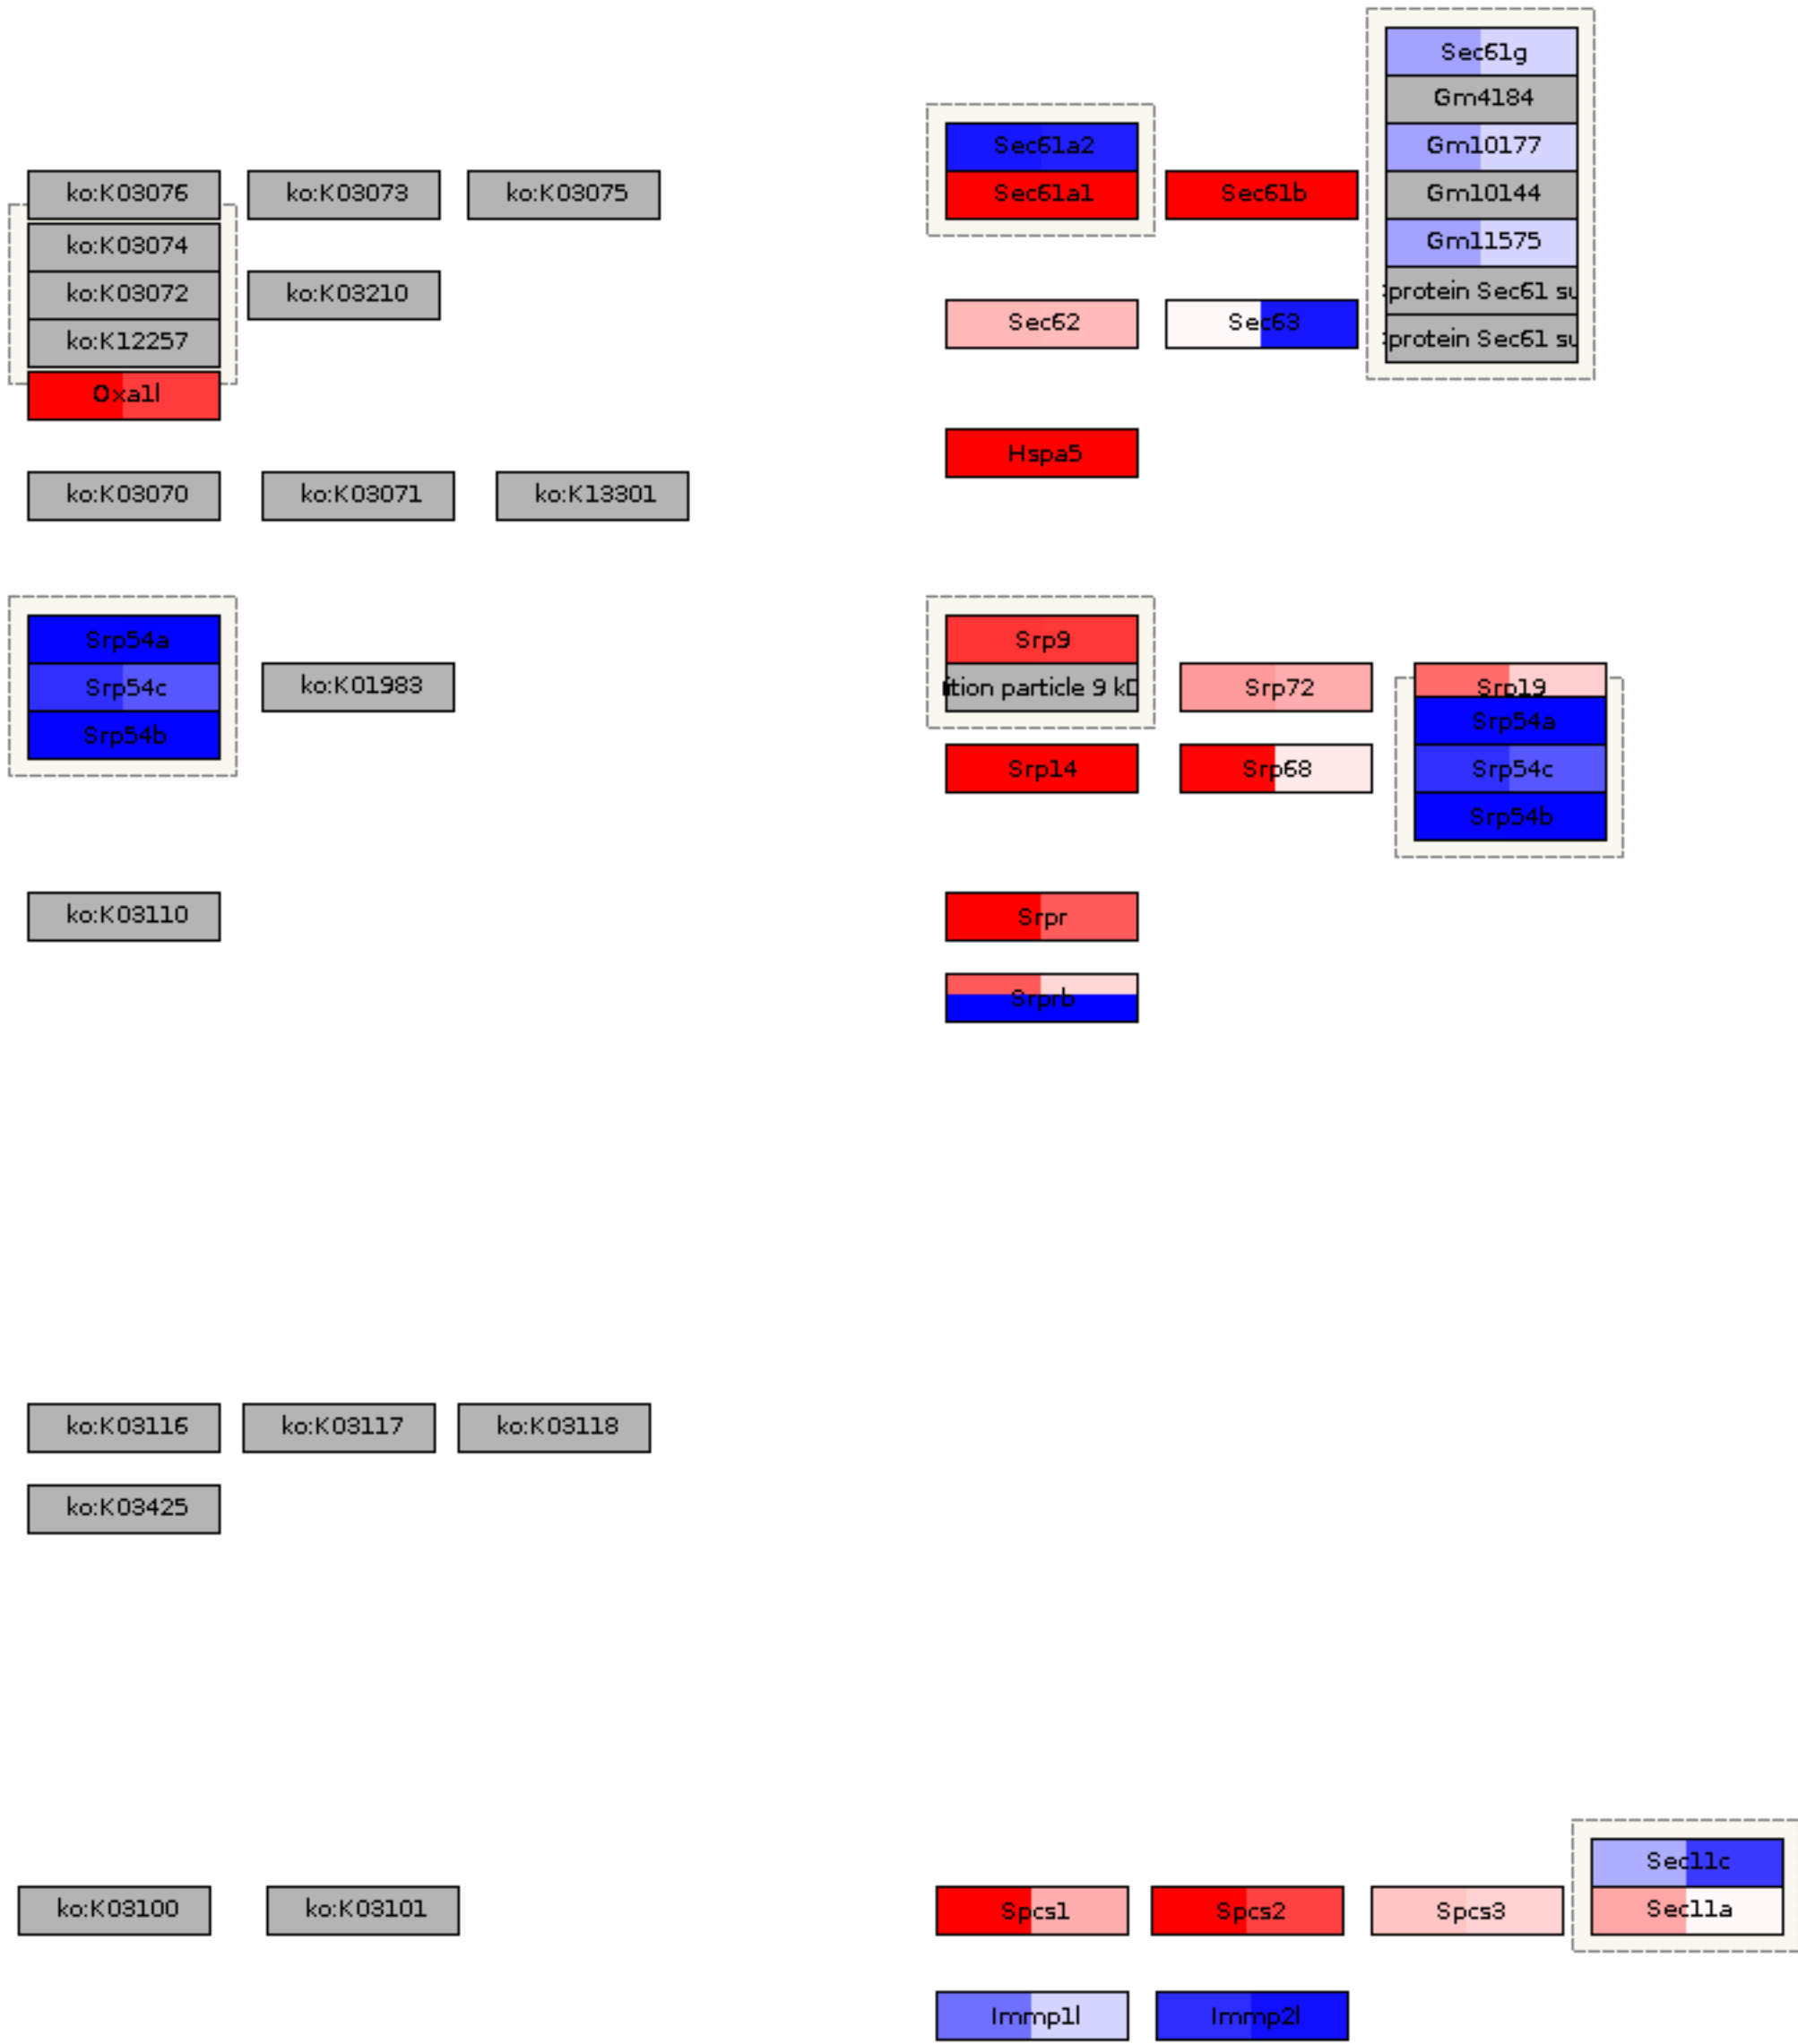 Sec61g
Gm4184
Sec61a2
Gm10177
ko:K03076
ko:K03073
ko:K03075
Sec61a1
Sec61b
Gm10144
ko:K03074
Gm11575
ko:K03072
ko:K03210
protein Sec61 su
Sec62
Sec63
ko:K12257
protein Sec61 su
Oxa1l
Hspa5
ko:K03070
ko:K03071
ko:K13301
Srp54a
Srp9
Srp54c
ko:K01983
ition particle 9 kD
Srp72
Srp19
Srp54b
Srp54a
Srp14
Srp68
Srp54c
Srp54b
ko:K03110
Srpr
Srprb
ko:K03116
ko:K03117
ko:K03118
ko:K03425
Sec11c
ko:K03100
ko:K03101
Spcs1
Spcs2
Spcs3
Sec11a
Immp1l
Immp2l